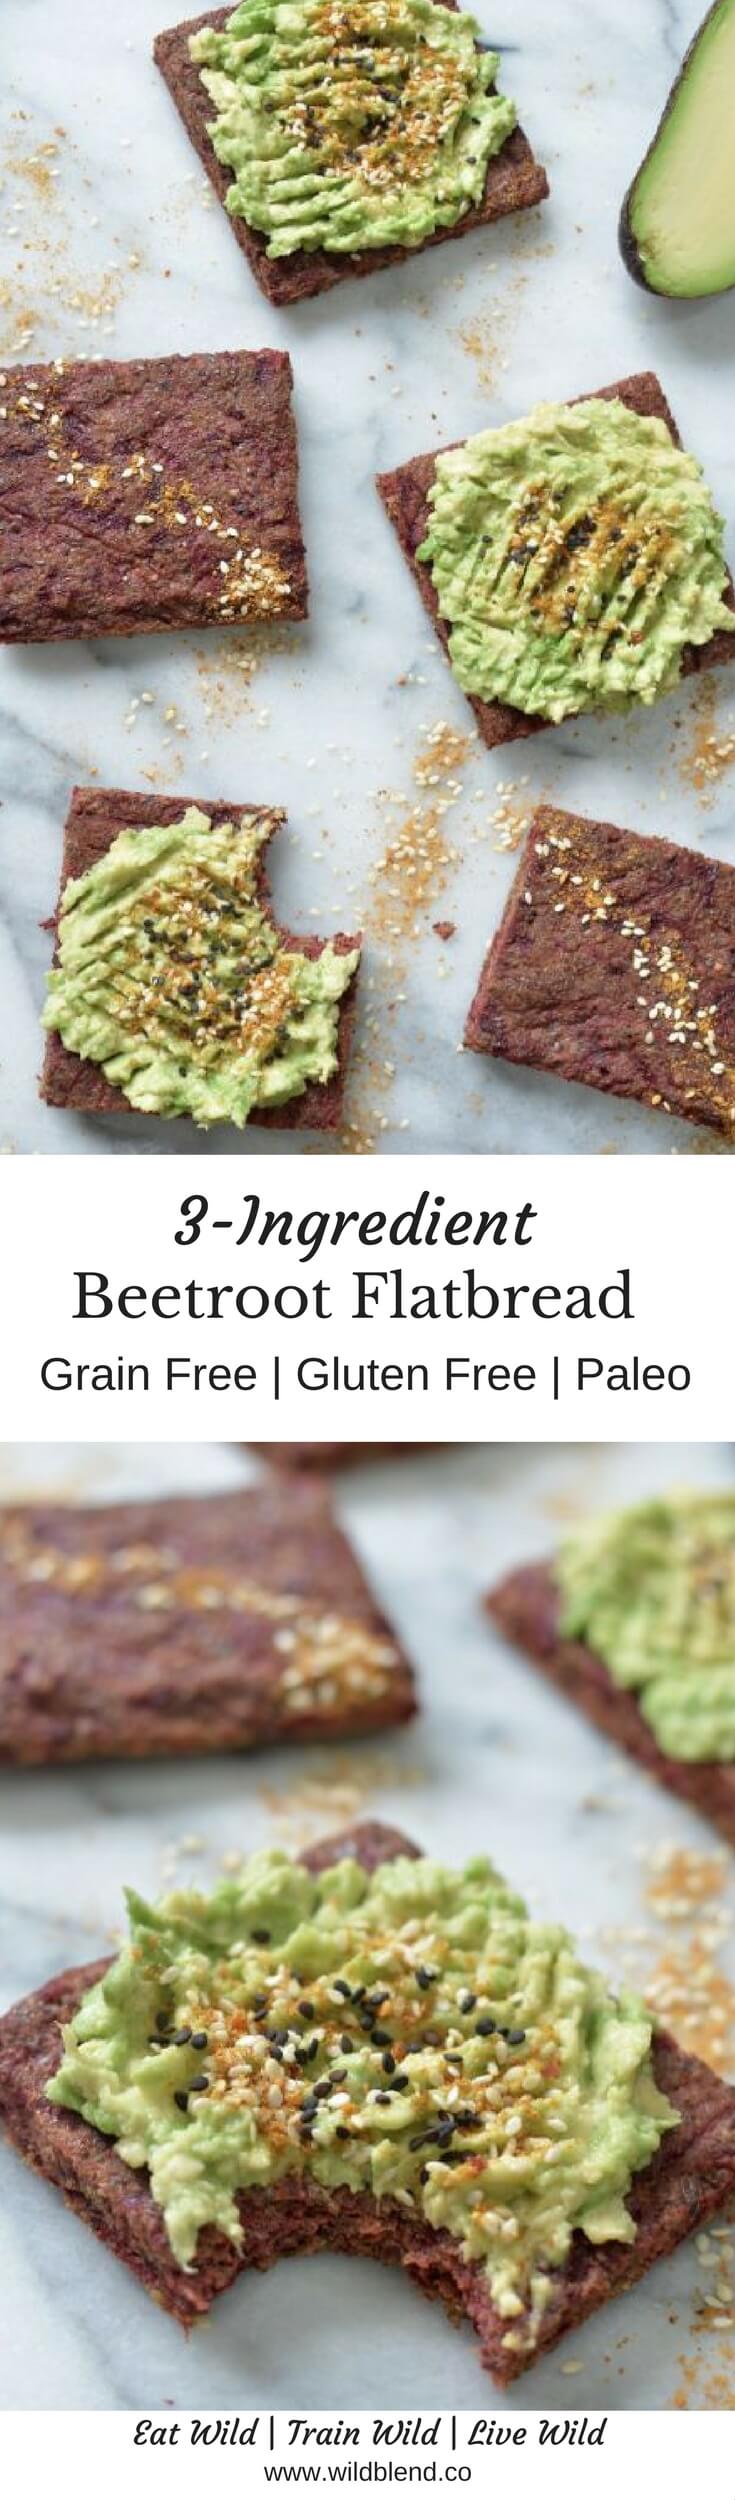 3-Ingredient
Beetroot Flatbread
Grain Free | Gluten Free | Paleo
Eat Wild | Train Wild | Live Wild
www.wildblend.co